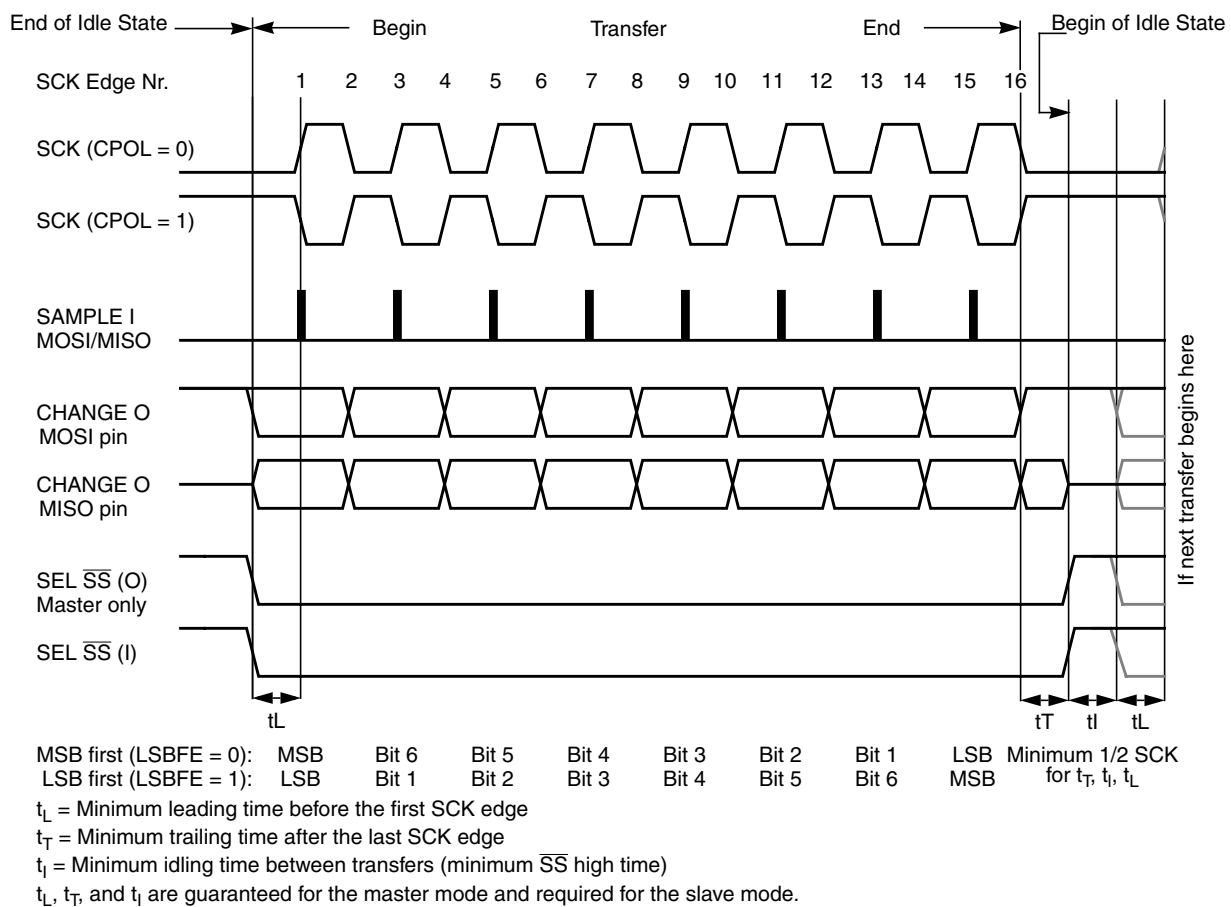 End of Idle State Begin Transfer End Begin of Idle State
SCK Edge Nr. 1 2 3 4 5 6 7 8 9 10 11 12 13 14 15 16
SCK (CPOL = 0)
SCK (CPOL = 1)
SAMPLE I
MOSI/MISO
CHANGE O
MOSI pin
CHANGE O
MISO pin
SEL S̅S̅ (O)
Master only
SEL S̅S̅ (I)
If next transfer begins here
tL tT tI tL
MSB first (LSBFE = 0): MSB Bit 6 Bit 5 Bit 4 Bit 3 Bit 2 Bit 1 LSB Minimum 1/2 SCK
LSB first (LSBFE = 1): LSB Bit 1 Bit 2 Bit 3 Bit 4 Bit 5 Bit 6 MSB for tT, tI, tL
tL = Minimum leading time before the first SCK edge
tT = Minimum trailing time after the last SCK edge
tI = Minimum idling time between transfers (minimum S̅S̅ high time)
tL, tT, and tI are guaranteed for the master mode and required for the slave mode.